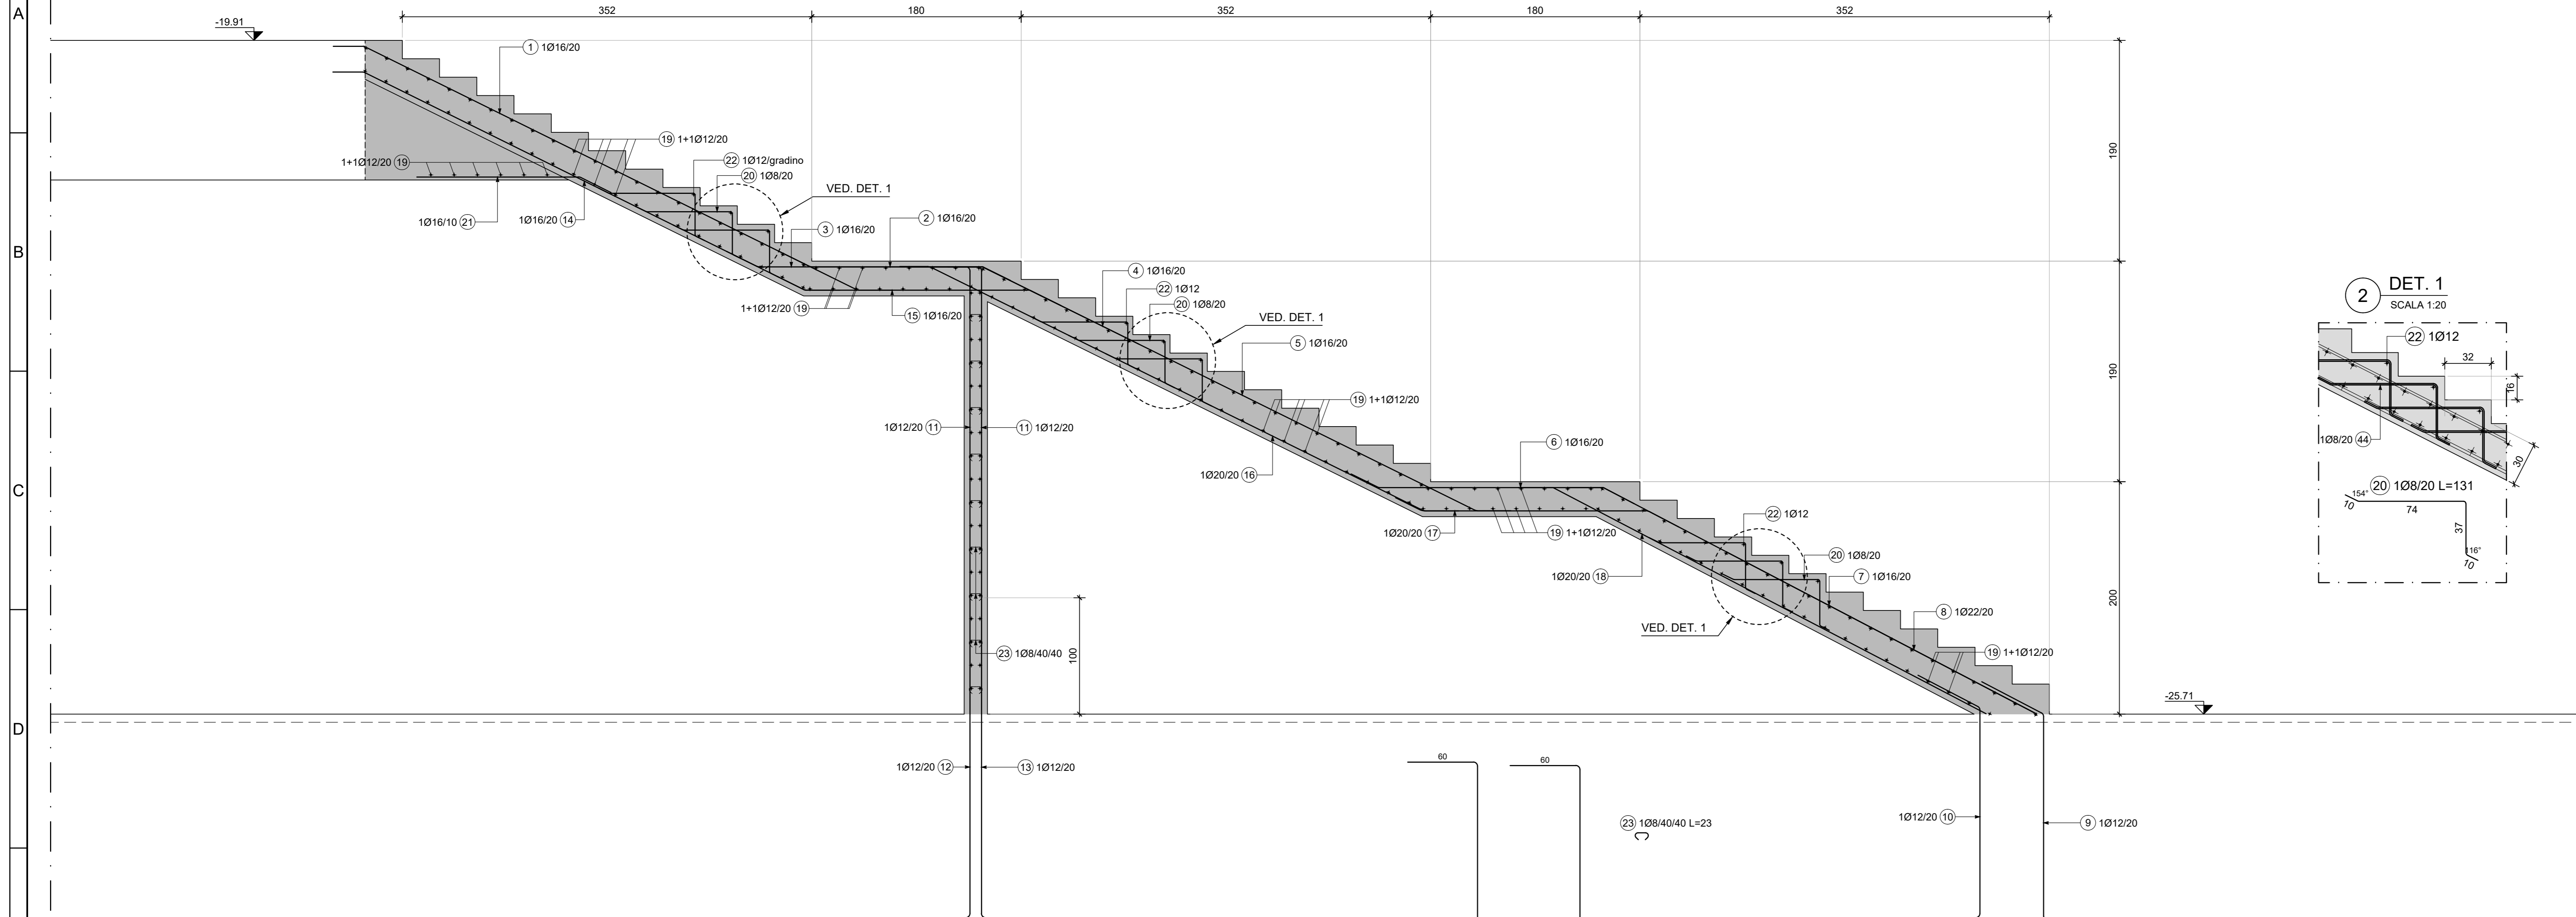 A
352
180
352
180
352
-19.91
1 1Ø16/20
19 1+1Ø12/20
1+1Ø12/20 19
22 1Ø12/gradino
20 1Ø8/20
VED. DET. 1
190
1Ø16/10 21
1Ø16/20 14
2 1Ø16/20
3 1Ø16/20
B
4 1Ø16/20
22 1Ø12
20 1Ø8/20
VED. DET. 1
1+1Ø12/20 19
15 1Ø16/20
5 1Ø16/20
190
2 DET. 1
SCALA 1:20
22 1Ø12
32
16
1Ø8/20 44
30
20 1Ø8/20 L=131
154°
10
74
37
116°
10
19 1+1Ø12/20
1Ø12/20 11
11 1Ø12/20
6 1Ø16/20
1Ø20/20 16
C
22 1Ø12
1Ø20/20 17
19 1+1Ø12/20
20 1Ø8/20
1Ø20/20 18
7 1Ø16/20
8 1Ø22/20
200
VED. DET. 1
23 1Ø8/40/40
100
19 1+1Ø12/20
-25.71
D
1Ø12/20 12
13 1Ø12/20
60
60
23 1Ø8/40/40 L=23
1Ø12/20 10
9 1Ø12/20